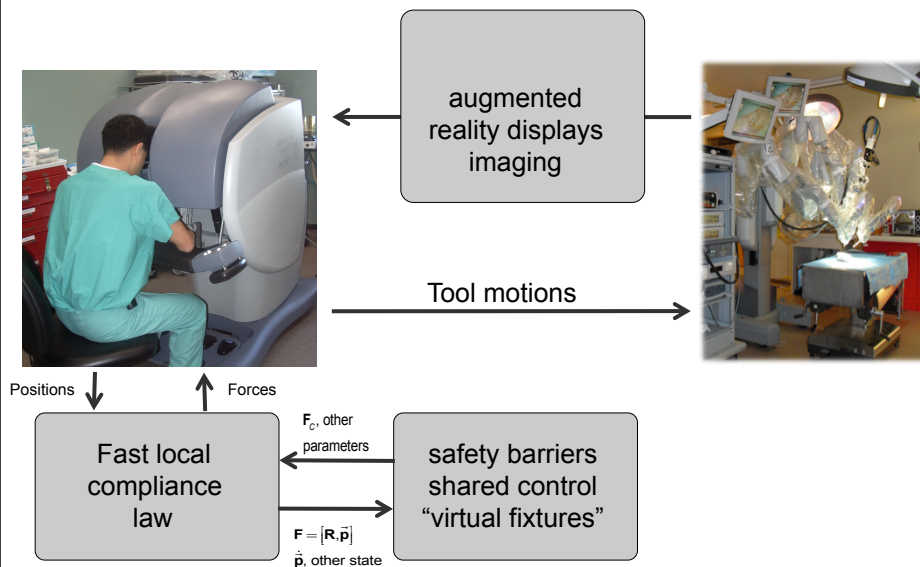 augmented
reality displays
imaging
Tool motions
Positions
Forces
Fast local
compliance
law
F_C, other
parameters
safety barriers
shared control
“virtual fixtures”
F = [R, p⃗]
ṗ⃗, other state